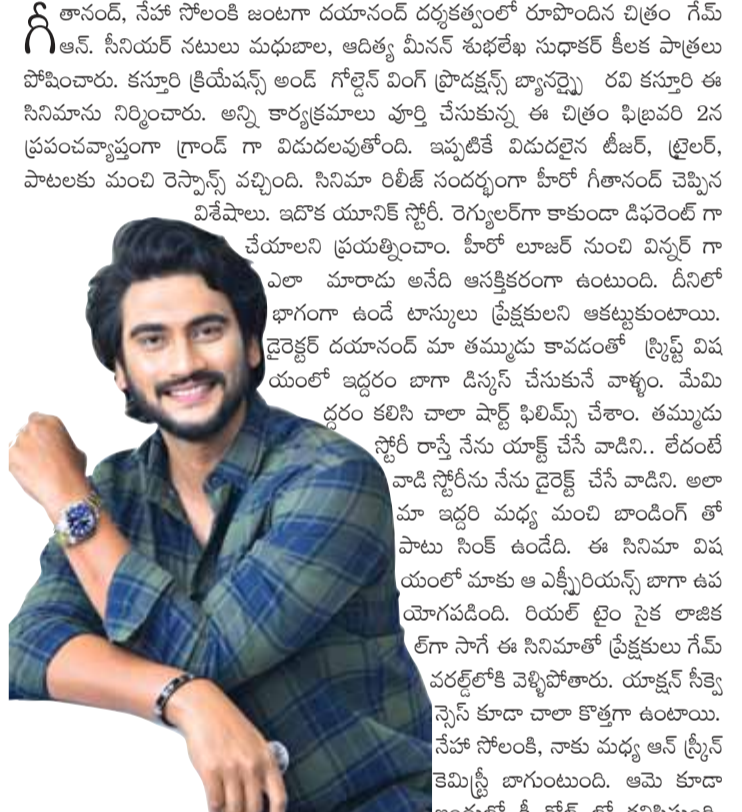 గీతానంద్, నేహా సోలంకి జంటగా దయానంద్ దర్శకత్వంలో రూపొందిన చిత్రం గేమ్
ఆన్. సీనియర్ నటులు మధుబాల, ఆదిత్య మీనన్ శుభలేఖ సుధాకర్ కీలక పాత్రలు
పోషించారు. కస్తూరి క్రియేషన్స్ అండ్ గోల్డెన్ వింగ్ ప్రొడక్షన్స్ బ్యానర్పై రవి కస్తూరి ఈ
సినిమాను నిర్మించారు. అన్ని కార్యక్రమాలు పూర్తి చేసుకున్న ఈ చిత్రం ఫిబ్రవరి 2న
ప్రపంచవ్యాప్తంగా గ్రాండ్ గా విడుదలవుతోంది. ఇప్పటికే విడుదలైన టీజర్, ట్రైలర్,
పాటలకు మంచి రెస్పాన్స్ వచ్చింది. సినిమా రిలీజ్ సందర్భంగా హీరో గీతానంద్ చెప్పిన
విశేషాలు. ఇదొక యూనిక్ స్టోరీ. రెగ్యులర్‌గా కాకుండా డిఫరెంట్ గా
చేయాలని ప్రయత్నించాం. హీరో లూజర్ నుంచి విన్నర్ గా
ఎలా మారాడు అనేది ఆసక్తికరంగా ఉంటుంది. దీనిలో
భాగంగా ఉండే టాస్కులు ప్రేక్షకులని ఆకట్టుకుంటాయి.
డైరెక్టర్ దయానంద్ మా తమ్ముడు కావడంతో స్క్రిప్ట్ విష
యంలో ఇద్దరం బాగా డిస్కస్ చేసుకునే వాళ్ళం. మేమి
ద్దరం కలిసి చాలా షార్ట్ ఫిలిమ్స్ చేశాం. తమ్ముడు
స్టోరీ రాస్తే నేను యాక్ట్ చేసే వాడిని.. లేదంటే
వాడి స్టోరీను నేను డైరెక్ట్ చేసే వాడిని. అలా
మా ఇద్దరి మధ్య మంచి బాండింగ్ తో
పాటు సింక్ ఉండేది. ఈ సినిమా విష
యంలో మాకు ఆ ఎక్స్పీరియన్స్ బాగా ఉప
యోగపడింది. రియల్ టైం సైక లాజిక
ల్‌గా సాగే ఈ సినిమాతో ప్రేక్షకులు గేమ్
వరల్డ్‌లోకి వెళ్ళిపోతారు. యాక్షన్ సీక్వె
న్సెస్ కూడా చాలా కొత్తగా ఉంటాయి.
నేహా సోలంకి, నాకు మధ్య ఆన్ స్క్రీన్
కెమిస్ట్రీ బాగుంటుంది. ఆమె కూడా